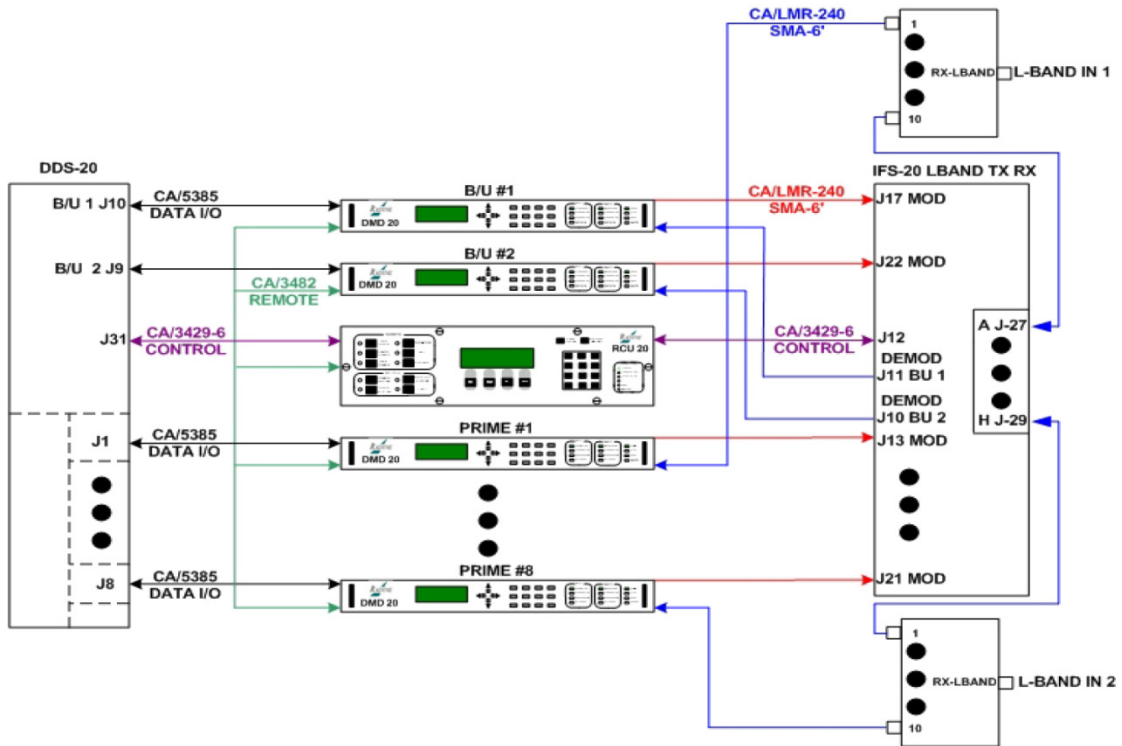 CA/LMR-240
SMA-6'
1
RX-LBAND
L-BAND IN 1
10
DDS-20
IFS-20 LBAND TX RX
B/U 1 J10
CA/5385
DATA I/O
B/U #1
DMD 20
CA/LMR-240
SMA-6'
J17 MOD
B/U 2 J9
B/U #2
DMD 20
J22 MOD
CA/3482
REMOTE
J31
CA/3429-6
CONTROL
RCU 20
CA/3429-6
CONTROL
J12
A J-27
DEMOD
J11 BU 1
DEMOD
J10 BU 2
H J-29
J1
CA/5385
DATA I/O
PRIME #1
DMD 20
J13 MOD
J8
CA/5385
DATA I/O
PRIME #8
DMD 20
J21 MOD
1
RX-LBAND
L-BAND IN 2
10